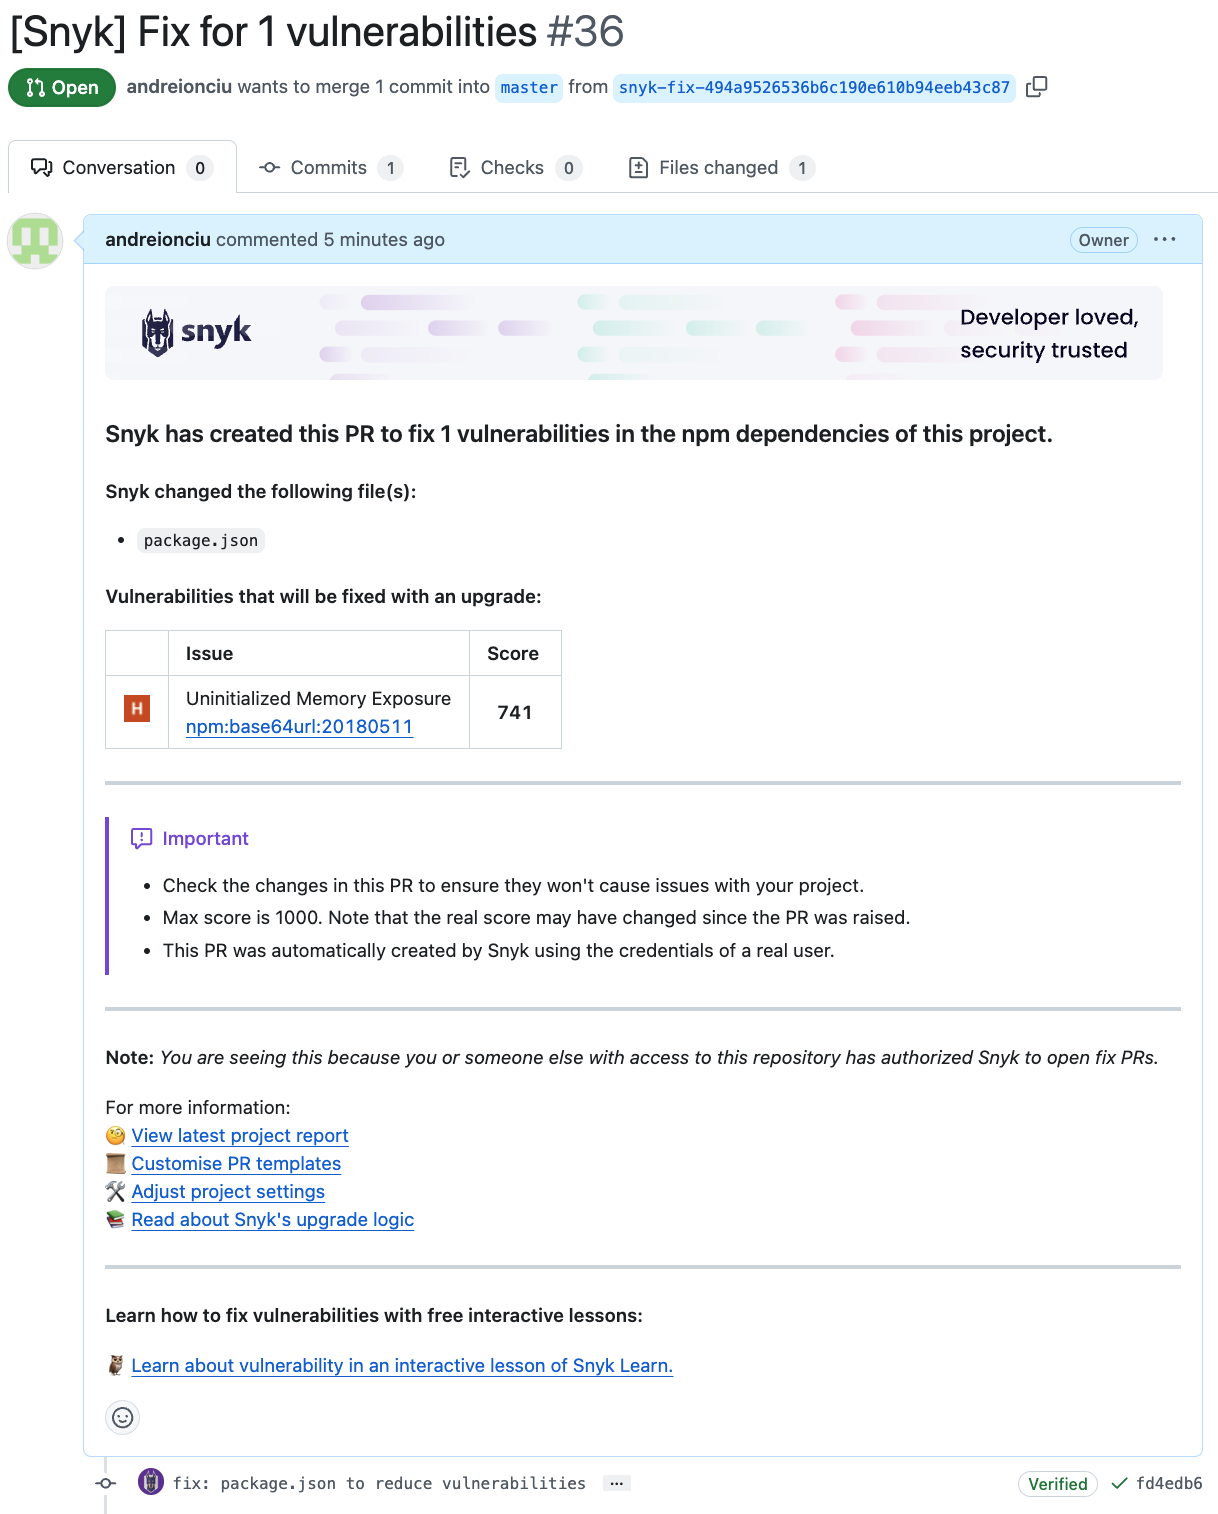 [Snyk] Fix for 1 vulnerabilities #36
Open andreionciu wants to merge 1 commit into master from snyk-fix-494a9526536b6c190e610b94eeb43c87
Conversation 0 Commits 1 Checks 0 Files changed 1
andreionciu commented 5 minutes ago Owner
snyk
Developer loved,
security trusted
Snyk has created this PR to fix 1 vulnerabilities in the npm dependencies of this project.
Snyk changed the following file(s):
• package.json
Vulnerabilities that will be fixed with an upgrade:
Issue Score
H Uninitialized Memory Exposure
npm:base64url:20180511 741
Important
• Check the changes in this PR to ensure they won't cause issues with your project.
• Max score is 1000. Note that the real score may have changed since the PR was raised.
• This PR was automatically created by Snyk using the credentials of a real user.
Note: You are seeing this because you or someone else with access to this repository has authorized Snyk to open fix PRs.
For more information:
🧐 View latest project report
📜 Customise PR templates
🛠 Adjust project settings
📚 Read about Snyk's upgrade logic
Learn how to fix vulnerabilities with free interactive lessons:
🦉 Learn about vulnerability in an interactive lesson of Snyk Learn.
fix: package.json to reduce vulnerabilities ... Verified ✓ fd4edb6